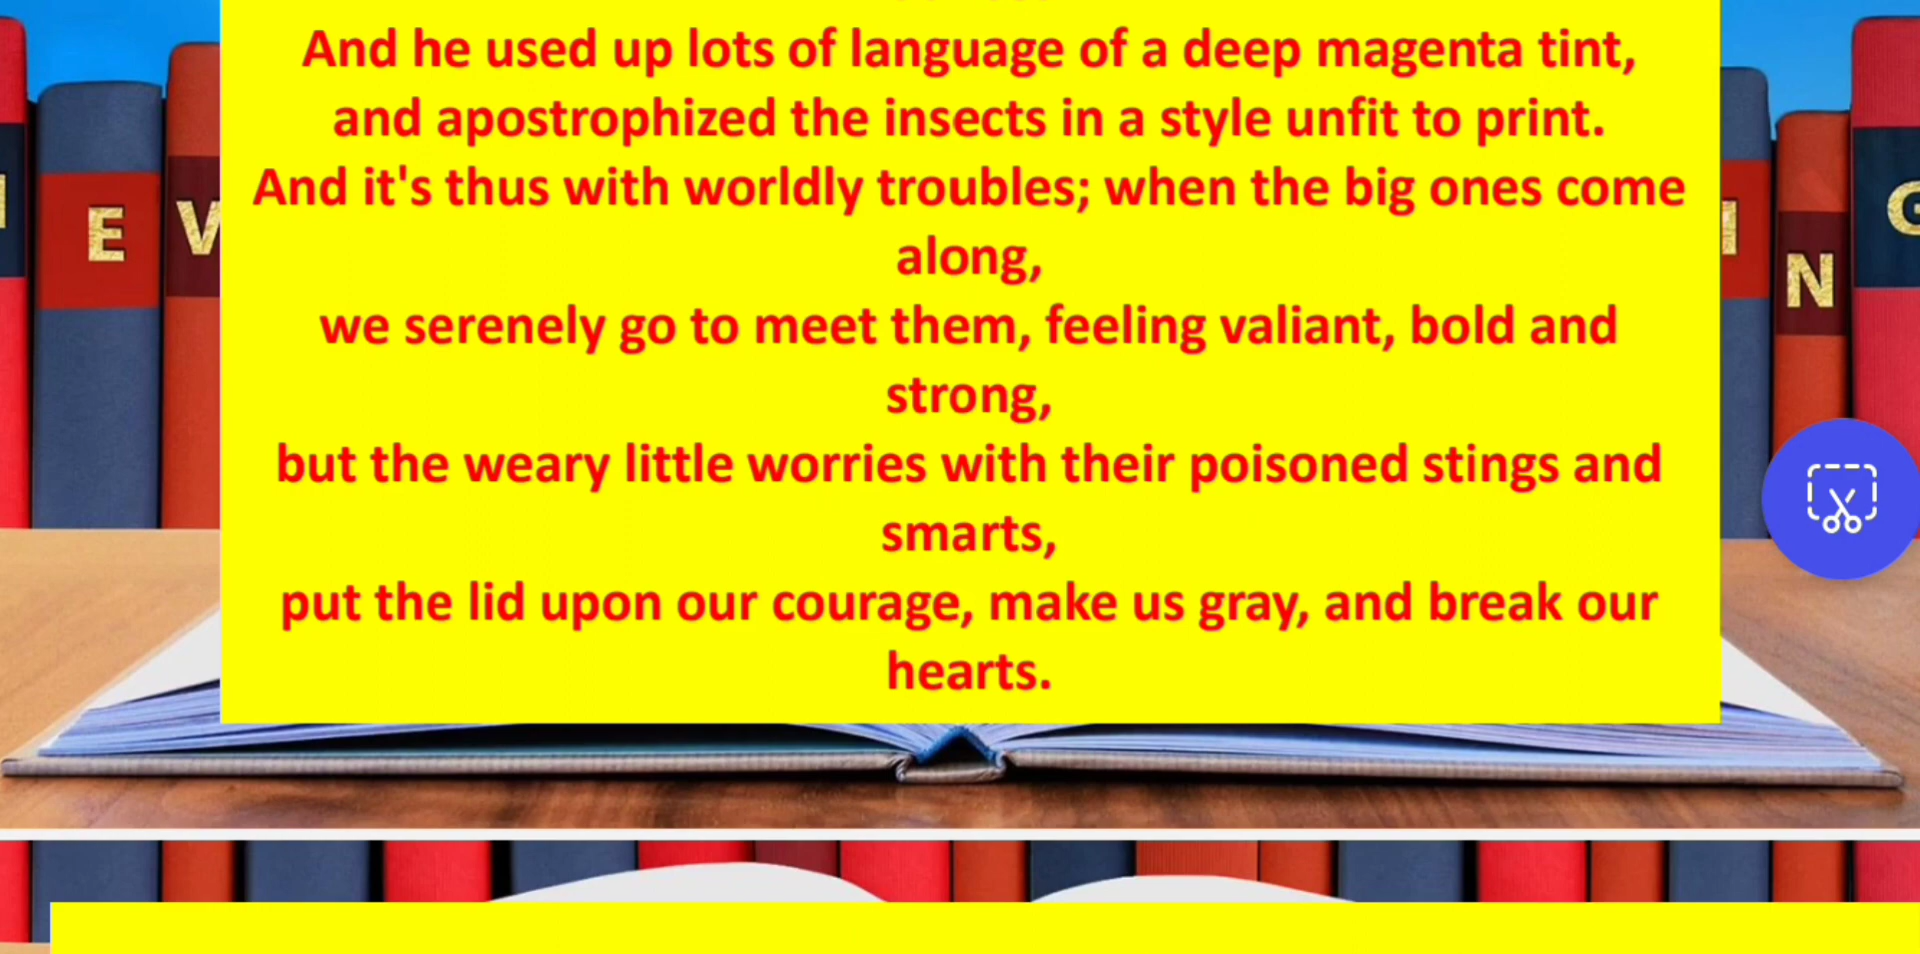 And he used up lots of language of a deep magenta tint,
and apostrophized the insects in a style unfit to print.
And it's thus with worldly troubles; when the big ones come
along,
we serenely go to meet them, feeling valiant, bold and
strong,
but the weary little worries with their poisoned stings and
smarts,
put the lid upon our courage, make us gray, and break our
hearts.
E
V
I
N
G